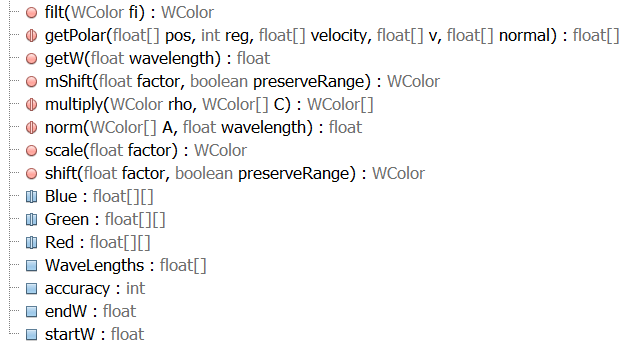 filt(WColor fi) : WColor
getPolar(float[] pos, int reg, float[] velocity, float[] v, float[] normal) : float[]
getW(float wavelength) : float
mShift(float factor, boolean preserveRange) : WColor
multiply(WColor rho, WColor[] C) : WColor[]
norm(WColor[] A, float wavelength) : float
scale(float factor) : WColor
shift(float factor, boolean preserveRange) : WColor
Blue : float[][]
Green : float[][]
Red : float[][]
WaveLengths : float[]
accuracy : int
endW : float
startW : float